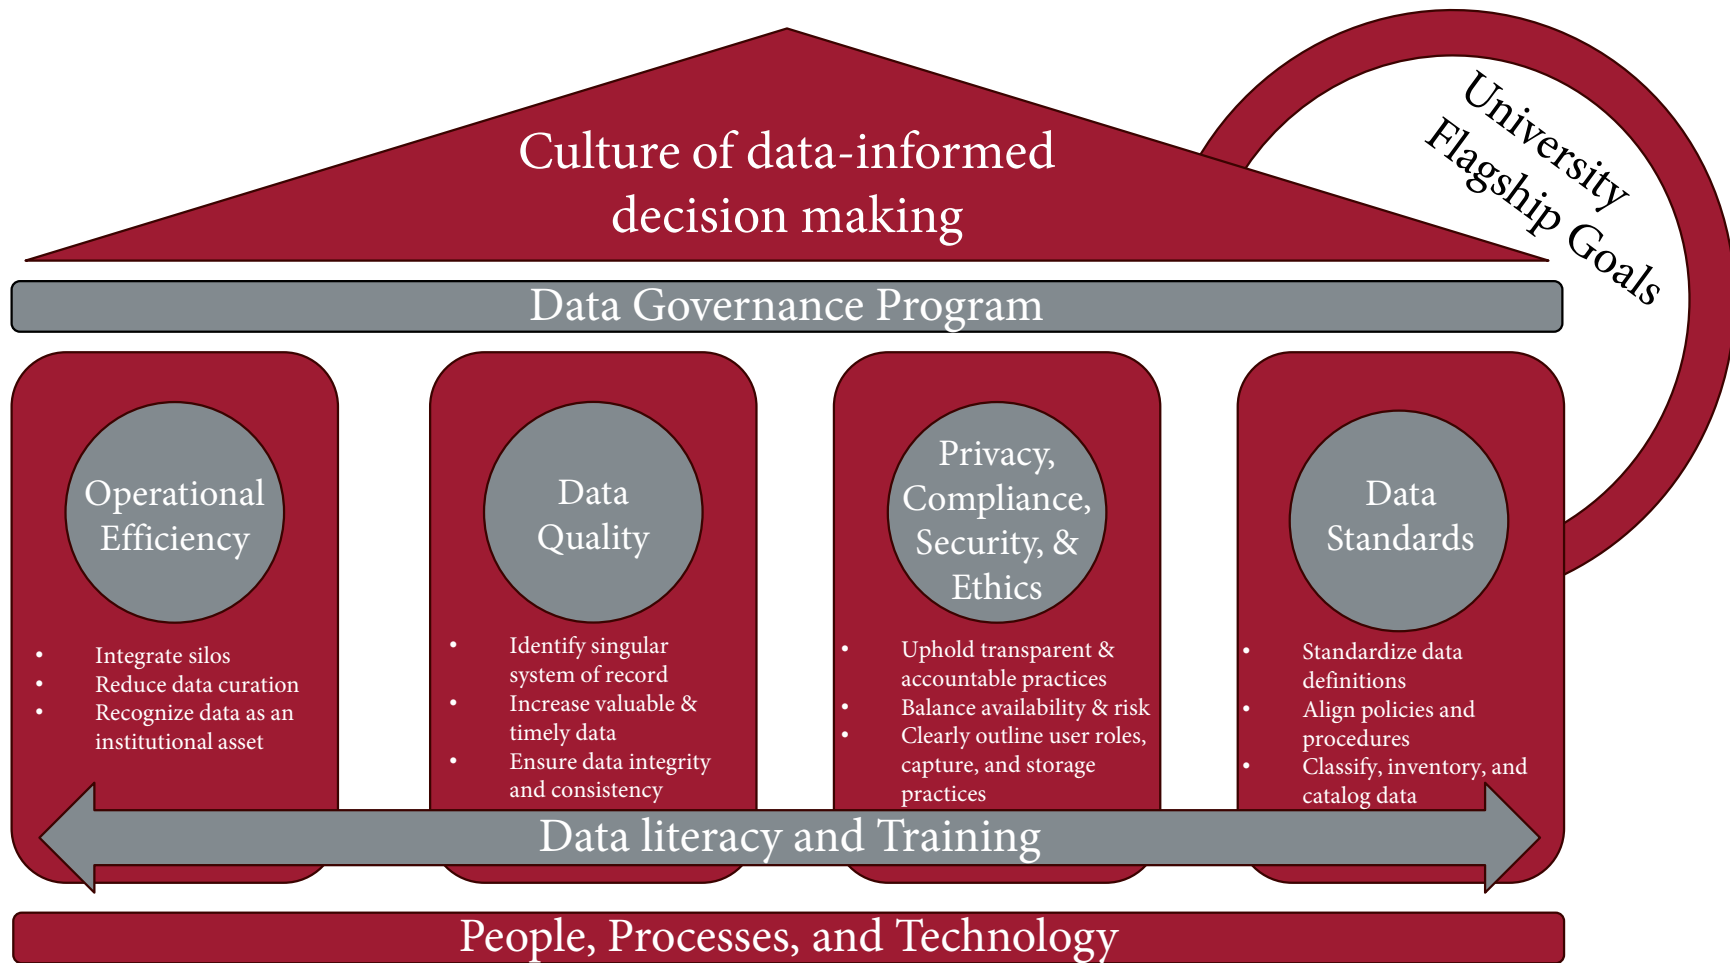 Culture of data-informed
decision making
University
Flagship Goals
Data Governance Program
Operational
Efficiency
• Integrate silos
• Reduce data curation
• Recognize data as an
institutional asset
Data
Quality
• Identify singular
system of record
• Increase valuable &
timely data
• Ensure data integrity
and consistency
Privacy,
Compliance,
Security, &
Ethics
• Uphold transparent &
accountable practices
• Balance availability & risk
• Clearly outline user roles,
capture, and storage
practices
Data
Standards
• Standardize data
definitions
• Align policies and
procedures
• Classify, inventory, and
catalog data
Data literacy and Training
People, Processes, and Technology